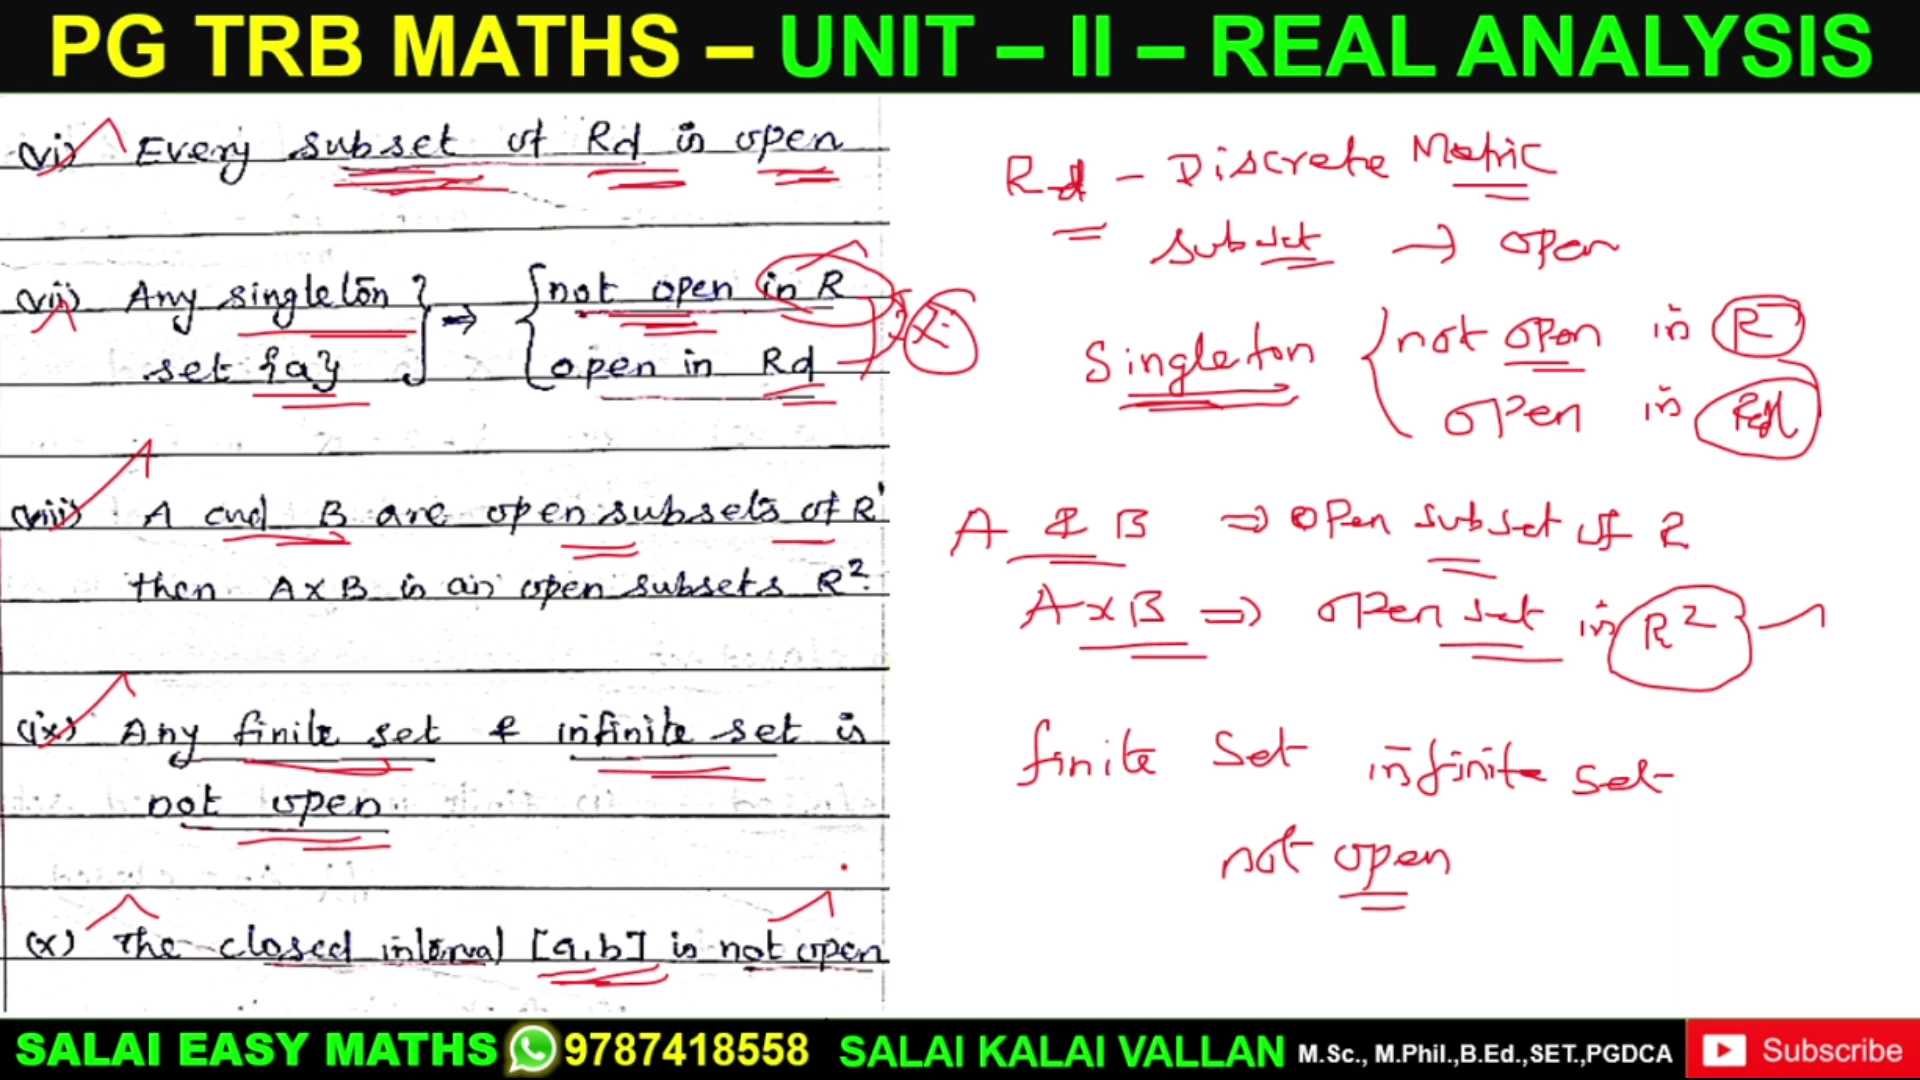 PG TRB MATHS – UNIT – II – REAL ANALYSIS
(vi) Every subset of Rd is open
(vii) Any singleton } ⇒ { not open in R
set {a} } { open in Rd
(viii) A and B are open subsets of R'
then A x B is an open subsets R².
(ix) Any finite set & infinite set is
not open.
(x) The closed interval [a,b] is not open
Rd - Discrete Metric
subset → open
Singleton { not open in R
open in Rd
A & B ⇒ open subset of R
A x B ⇒ open set in R²
finite set infinite set
not open
SALAI EASY MATHS 9787418558 SALAI KALAI VALLAN M.Sc., M.Phil.,B.Ed.,SET.,PGDCA Subscribe